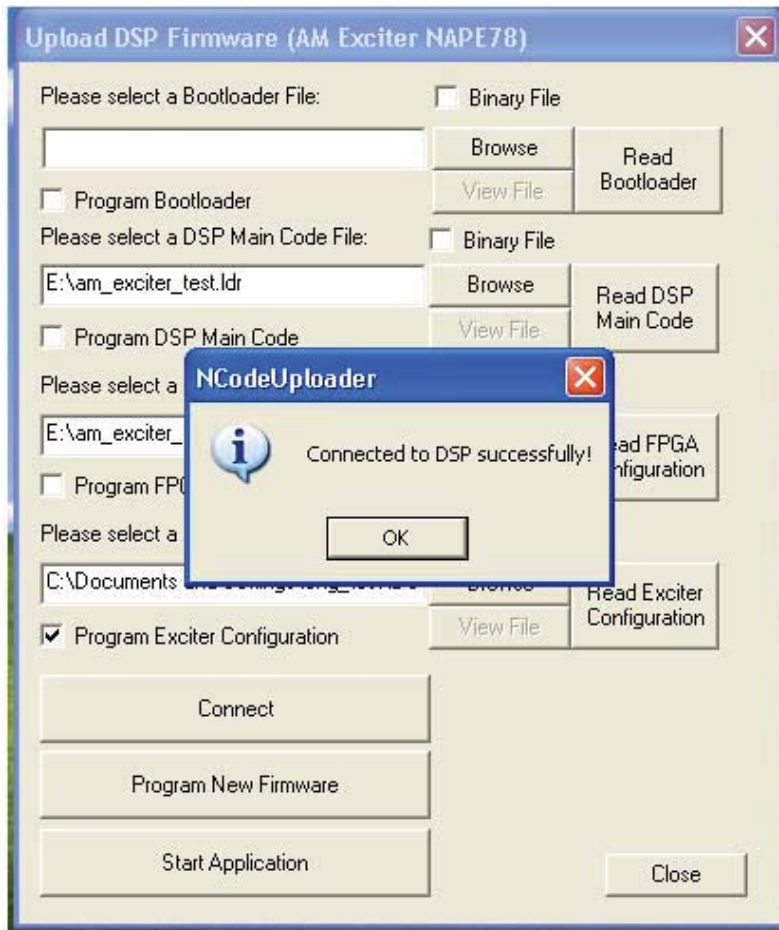 Upload DSP Firmware (AM Exciter NAPE78)
Please select a Bootloader File:
Binary File
Browse
Read
Bootloader
View File
Program Bootloader
Please select a DSP Main Code File:
Binary File
E:\am_exciter_test.ldr
Browse
Read DSP
Main Code
View File
Program DSP Main Code
NCodeUploader
Please select a
E:\am_exciter_
Connected to DSP successfully!
FPGA
Program
OK
Please select a
C:\Documents
Read Exciter
Configuration
View File
Program Exciter Configuration
Connect
Program New Firmware
Start Application
Close